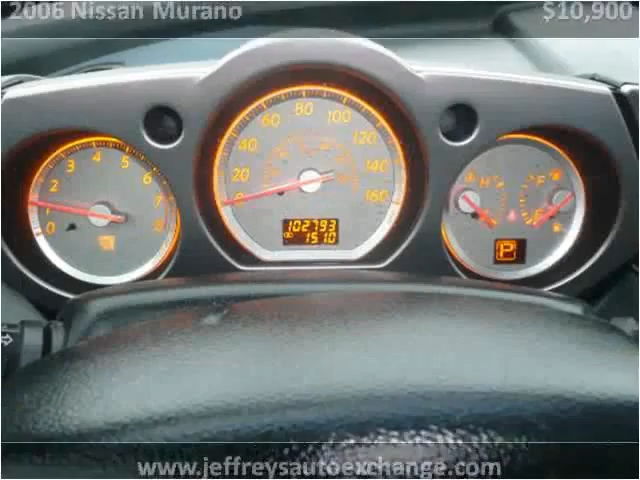 2006 Nissan Murano $10,900
0 1 2 3 4 5 6 7 8
0 20 40 60 80 100 120 140 160
102793
1510
H F
P
www.jeffreysautoexchange.com